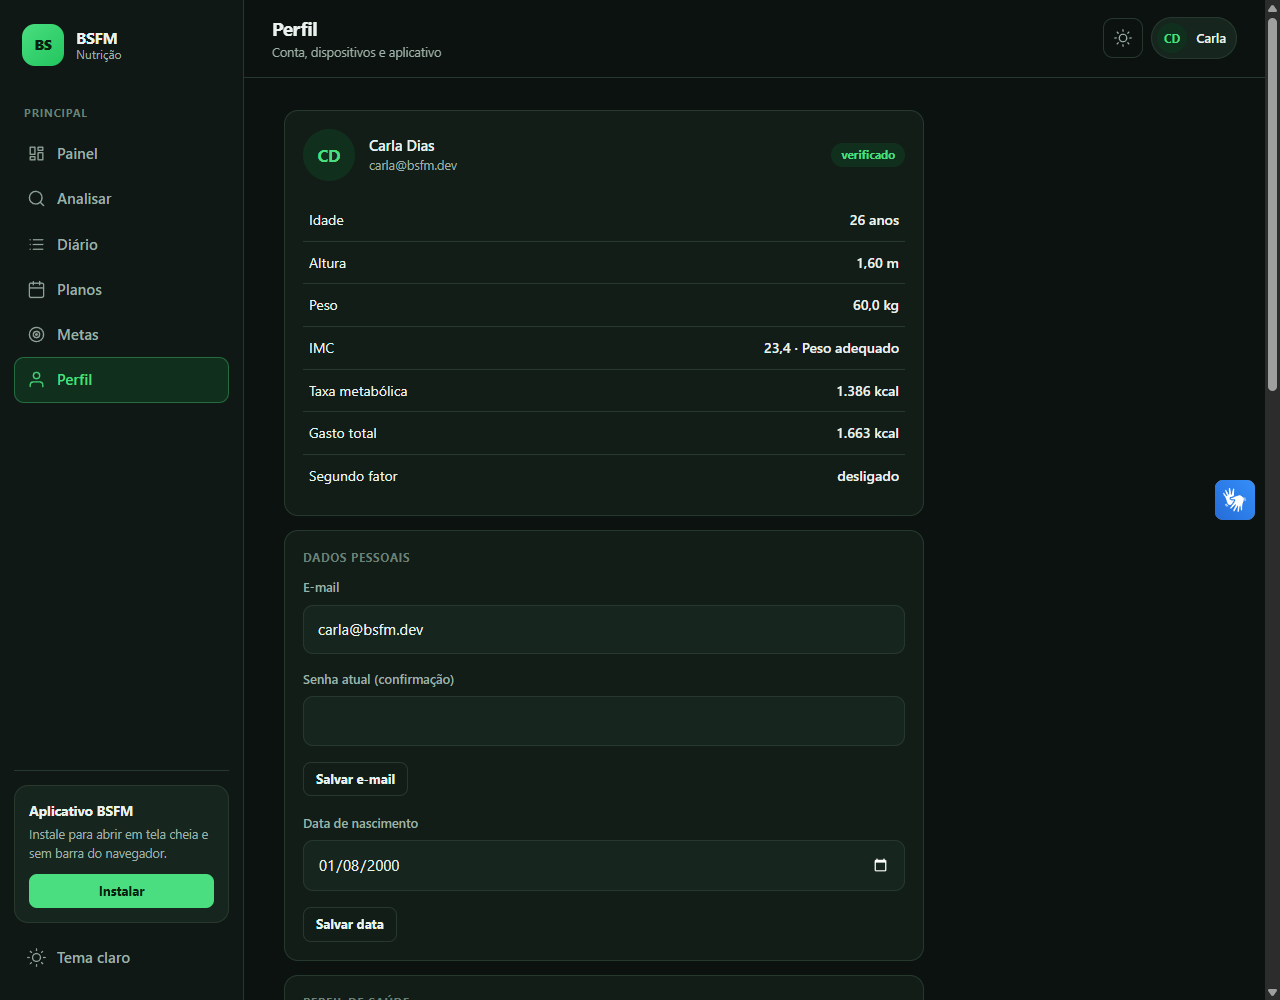 BS
BSFM
Nutrição
PRINCIPAL
Painel
Analisar
Diário
Planos
Metas
Perfil
Aplicativo BSFM
Instale para abrir em tela cheia e
sem barra do navegador.
Instalar
Tema claro
Perfil
Conta, dispositivos e aplicativo
CD Carla
CD
Carla Dias
carla@bsfm.dev
verificado
Idade 26 anos
Altura 1,60 m
Peso 60,0 kg
IMC 23,4 · Peso adequado
Taxa metabólica 1.386 kcal
Gasto total 1.663 kcal
Segundo fator desligado
DADOS PESSOAIS
E-mail
carla@bsfm.dev
Senha atual (confirmação)
Salvar e-mail
Data de nascimento
01/08/2000
Salvar data
PERFIL DE SAÚDE